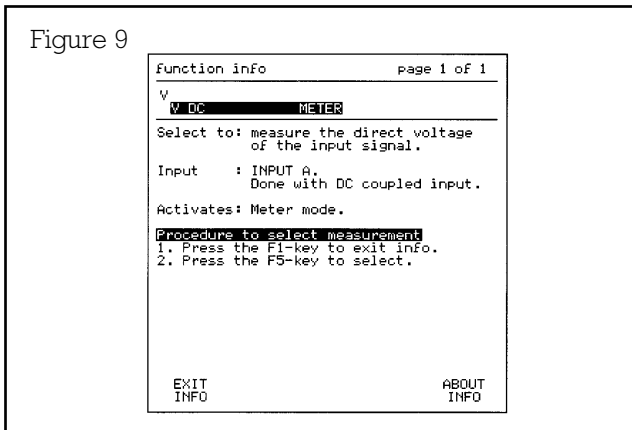 Figure 9
function info page 1 of 1
V
V DC METER
Select to: measure the direct voltage
of the input signal.
Input : INPUT A.
Done with DC coupled input.
Activates: Meter mode.
Procedure to select measurement
1. Press the F1-key to exit info.
2. Press the F5-key to select.
EXIT ABOUT
INFO INFO